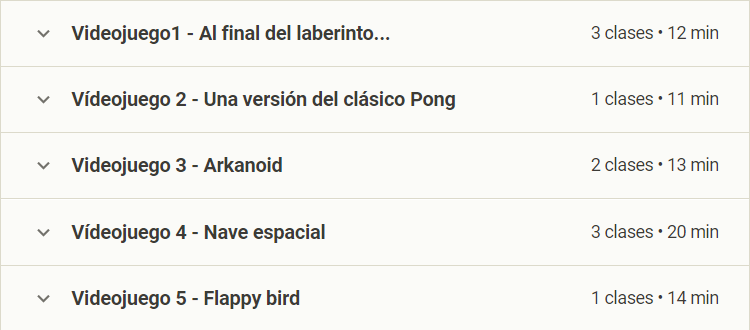 Videojuego1 - Al final del laberinto... 3 clases • 12 min
Vídeojuego 2 - Una versión del clásico Pong 1 clases • 11 min
Videojuego 3 - Arkanoid 2 clases • 13 min
Vídeojuego 4 - Nave espacial 3 clases • 20 min
Videojuego 5 - Flappy bird 1 clases • 14 min